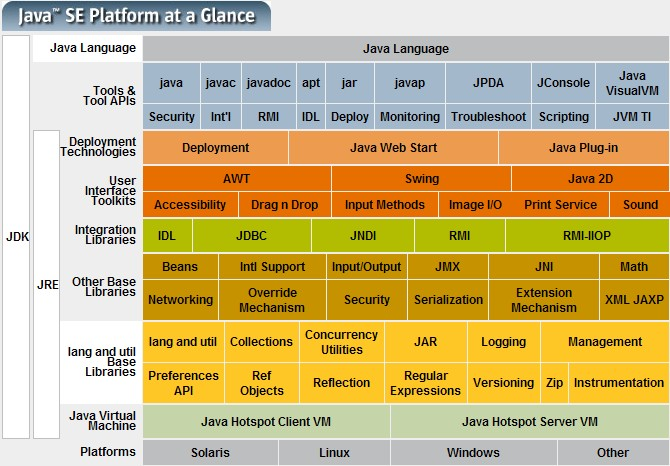 Java™ SE Platform at a Glance
JDK
JRE
Java Language
Java Language
Tools &
Tool APIs
java javac javadoc apt jar javap JPDA JConsole Java
VisualVM
Security Int'l RMI IDL Deploy Monitoring Troubleshoot Scripting JVM TI
Deployment
Technologies
Deployment Java Web Start Java Plug-in
User
Interface
Toolkits
AWT Swing Java 2D
Accessibility Drag n Drop Input Methods Image I/O Print Service Sound
Integration
Libraries
IDL JDBC JNDI RMI RMI-IIOP
Other Base
Libraries
Beans Intl Support Input/Output JMX JNI Math
Networking Override
Mechanism Security Serialization Extension
Mechanism XML JAXP
lang and util
Base
Libraries
lang and util Collections Concurrency
Utilities JAR Logging Management
Preferences
API Ref
Objects Reflection Regular
Expressions Versioning Zip Instrumentation
Java Virtual
Machine
Java Hotspot Client VM Java Hotspot Server VM
Platforms
Solaris Linux Windows Other